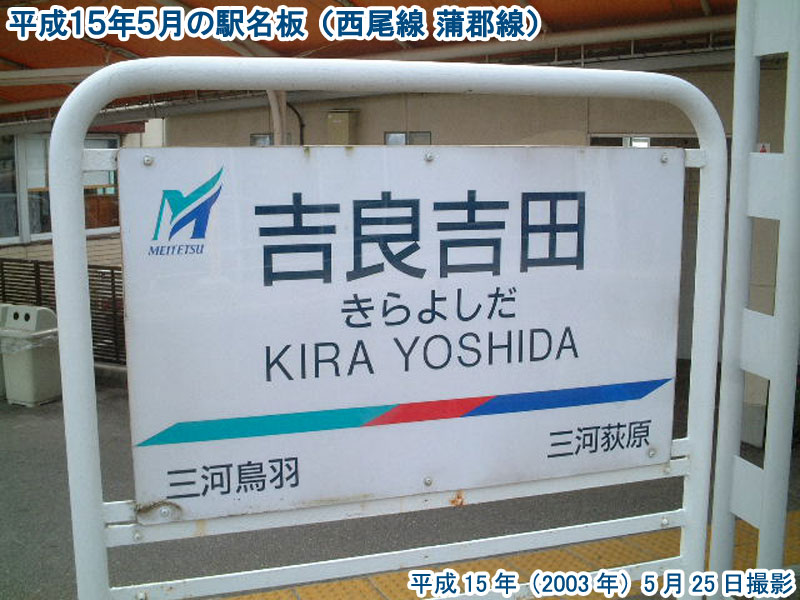 平成15年5月の駅名板（西尾線 蒲郡線）
MEITETSU
吉良吉田
きらよしだ
KIRA YOSHIDA
三河鳥羽
三河荻原
平成15年（2003年）5月25日撮影